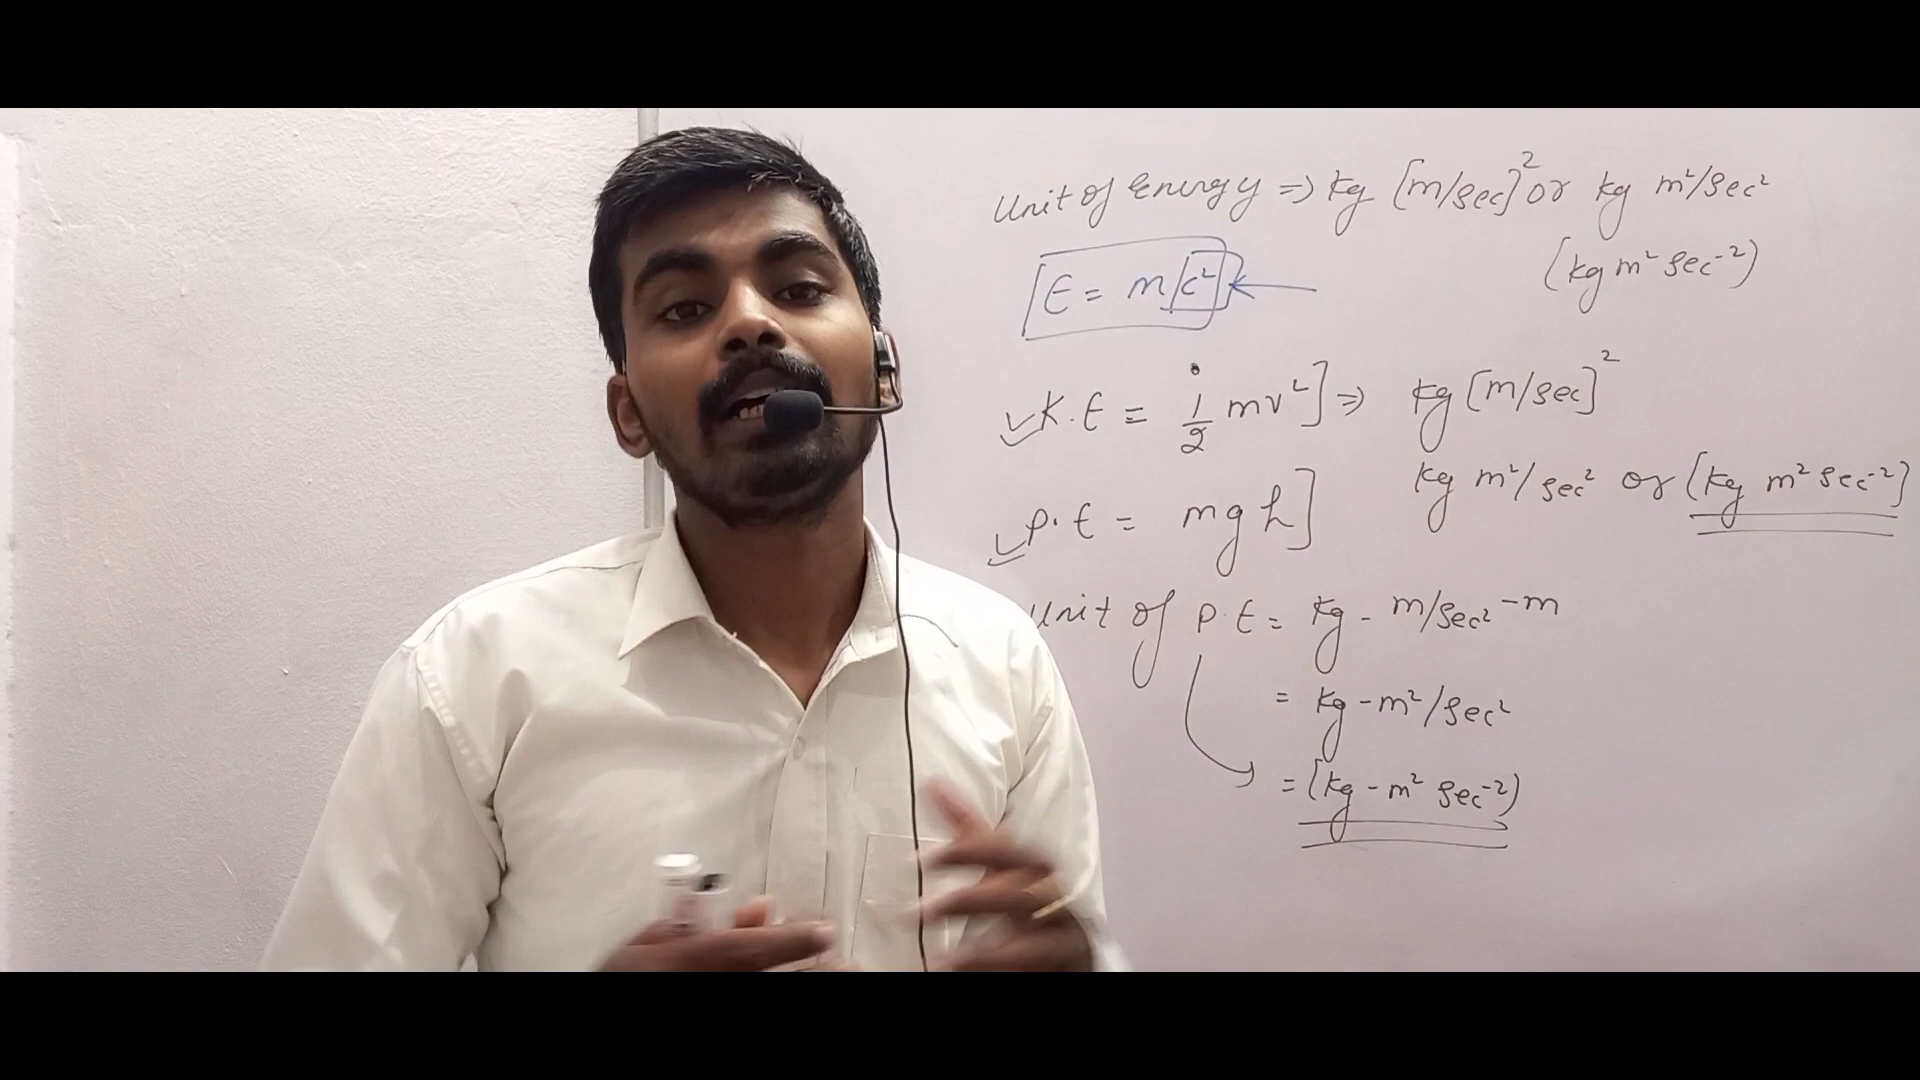 Unit of Energy ⇒ kg [m/sec]² or kg m²/sec²
(kg m² sec⁻²)
E = mc²
K.E = 1/2 mv²] ⇒ kg [m/sec]²
kg m²/sec² or (kg m² sec⁻²)
P.E = mgh]
Unit of P.E = kg - m/sec² - m
= kg - m²/sec²
= (kg - m² sec⁻²)